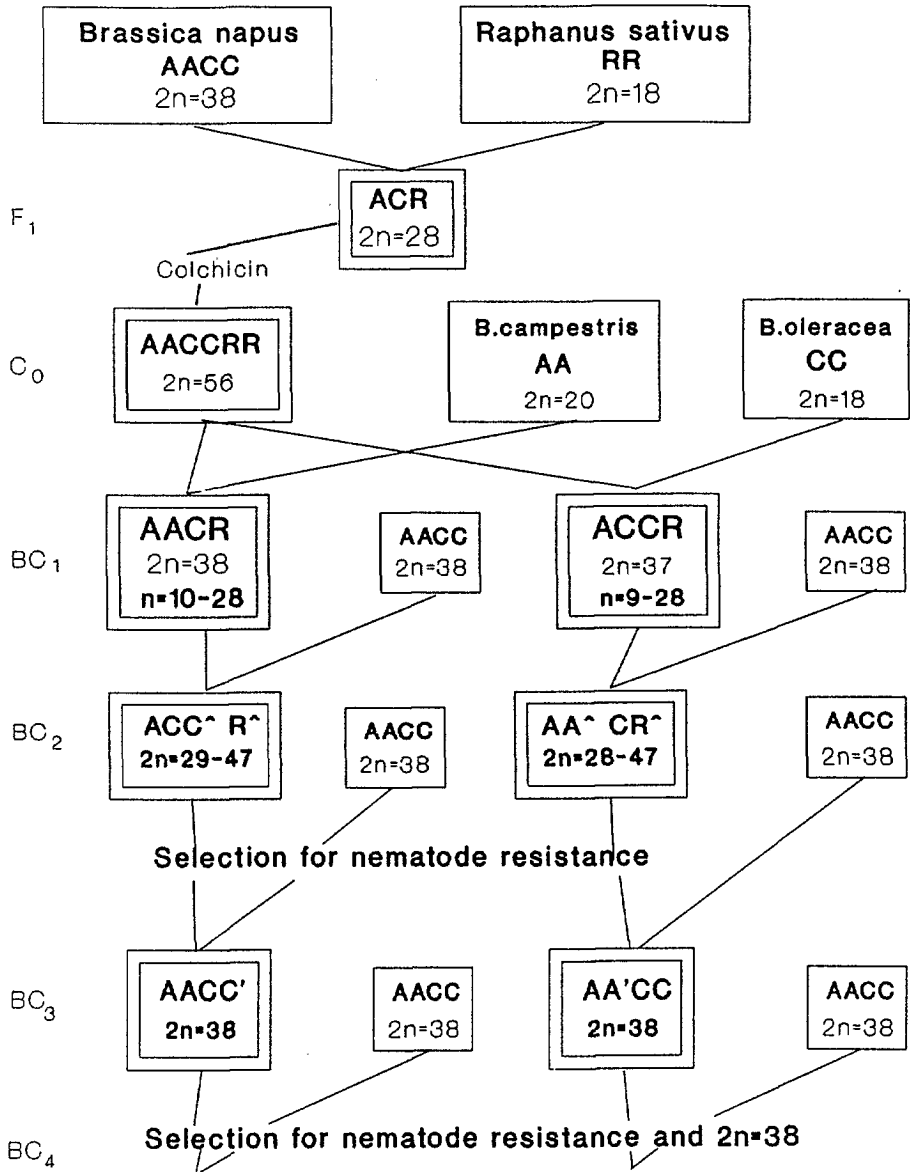 Brassica napus
AACC
2n=38
Raphanus sativus
RR
2n=18
F1
ACR
2n=28
Colchicin
C0
AACCRR
2n=56
B.campestris
AA
2n=20
B.oleracea
CC
2n=18
BC1
AACR
2n=38
n=10-28
AACC
2n=38
ACCR
2n=37
n=9-28
AACC
2n=38
BC2
ACC^ R^
2n=29-47
AACC
2n=38
AA^ CR^
2n=28-47
AACC
2n=38
Selection for nematode resistance
BC3
AACC'
2n=38
AACC
2n=38
AA'CC
2n=38
AACC
2n=38
Selection for nematode resistance and 2n=38
BC4